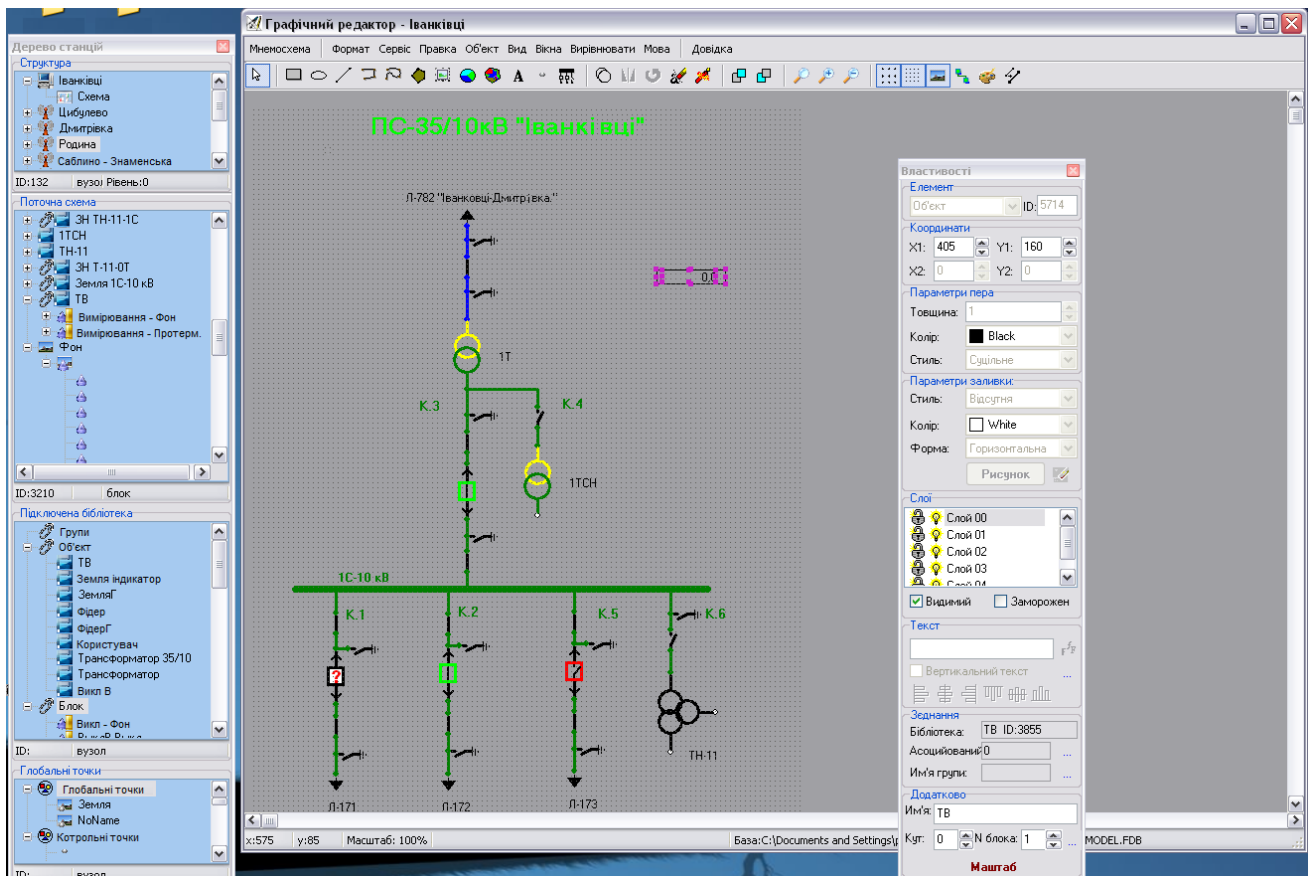 Дерево станцій
Структура
Іванківці
Схема
Цибулево
Дмитрівка
Родина
Саблино - Знаменська
ID:132 вузол Рівень:0
Поточна схема
ЗН ТН-11-1С
1ТСН
ТН-11
ЗН Т-11-0Т
Земля 1С-10 кВ
ТВ
Вимірювання - Фон
Вимірювання - Протерм.
Фон
ID:3210 блок
Підключена бібліотека
Групи
Об'єкт
ТВ
Земля індикатор
ЗемляГ
Фідер
ФідерГ
Користувач
Трансформатор 35/10
Трансформатор
Викл В
Блок
Викл - Фон
ID: вузол
Глобальні точки
Глобальні точки
Земля
NoName
Котрольні точки
ID: вузол
Графічний редактор - Іванківці
Мнемосхема Формат Сервіс Правка Об'єкт Вид Вікна Вирівнювати Мова Довідка
ПС-35/10кВ "Іванківці"
Л-782 "Іванковці-Дмитрівка."
0,0
1Т
К.3 К.4
1ТСН
1С-10 кВ
К.1 К.2 К.5 К.6
?
ТН-11
Л-171 Л-172 Л-173
x:575 y:85 Масштаб: 100% База:C:\Documents and Settings\ MODEL.FDB
Властивості
Елемент
Об'єкт ID: 5714
Координати
X1: 405 Y1: 160
X2: 0 Y2: 0
Параметри пера
Товщина: 1
Колір: Black
Стиль: Суцільне
Параметри заливки:
Стиль: Відсутня
Колір: White
Форма: Горизонтальна
Рисунок
Слої
Слой 00
Слой 01
Слой 02
Слой 03
Слой 04
Видимий Заморожен
Текст
Вертикальний текст ...
Зєднання
Бібліотека: ТВ ID:3855
Асоційований 0 ...
Им'я групи: ...
Додатково
Им'я: ТВ
Кут: 0 N блока: 1 ...
Маштаб